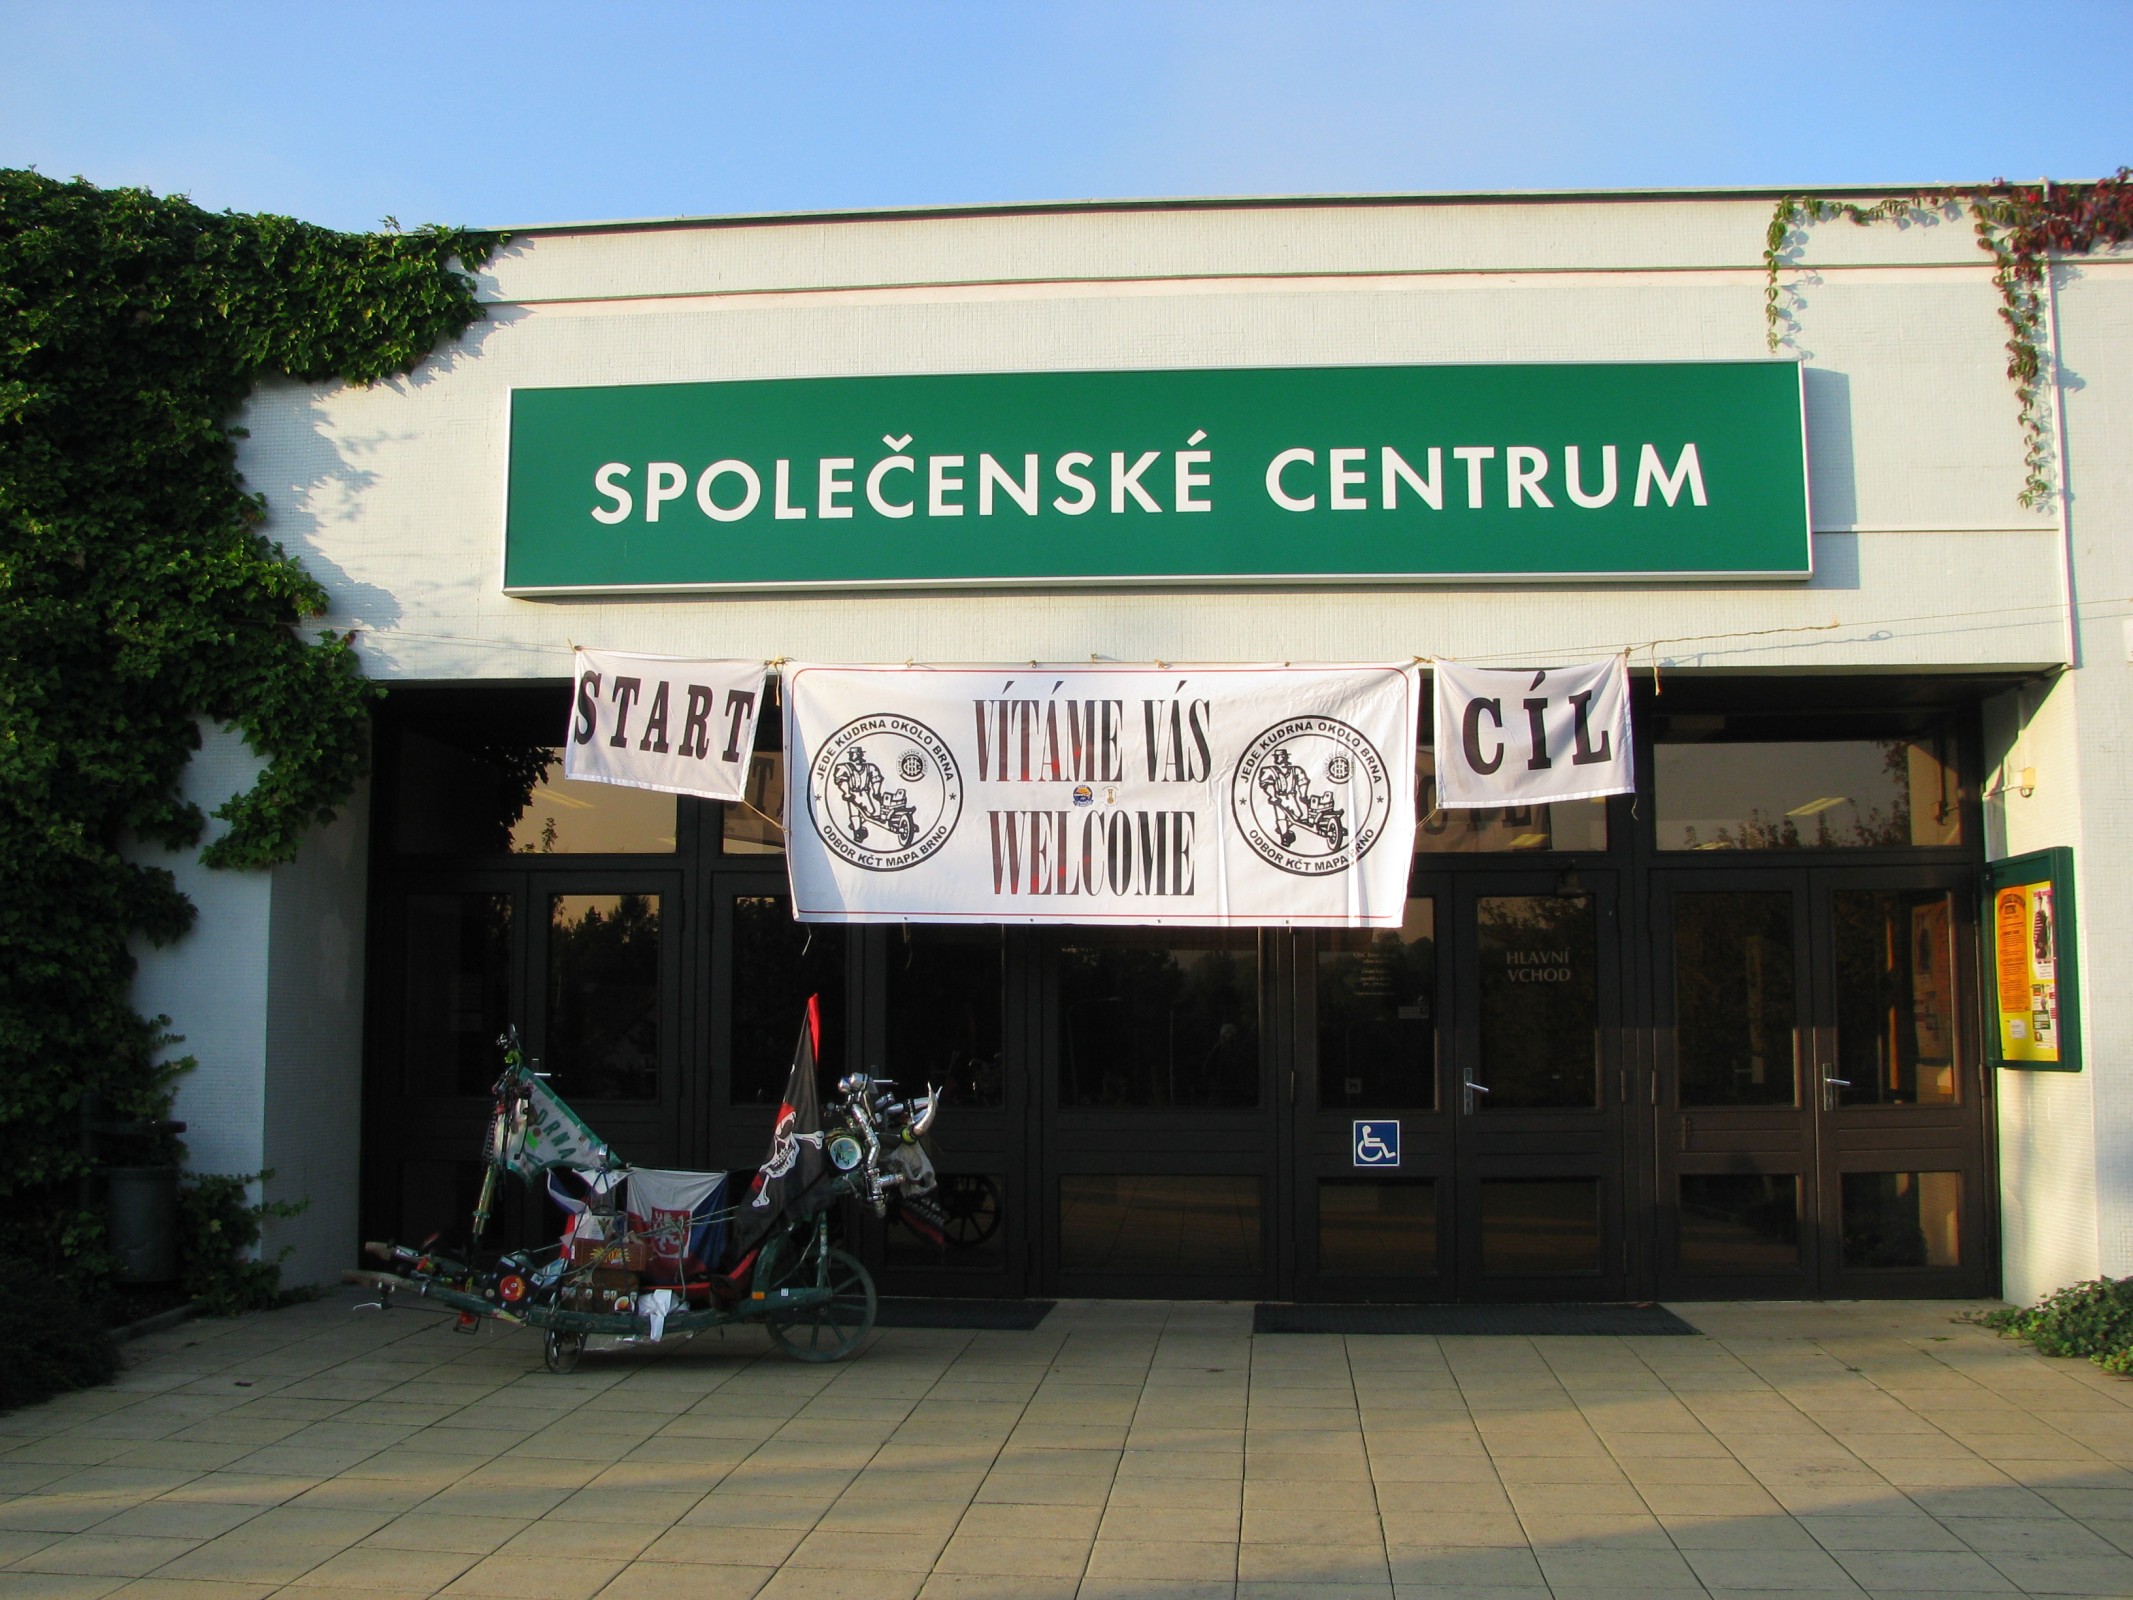 SPOLEČENSKÉ CENTRUM
START
VÍTÁME VÁS
WELCOME
CÍL
JEDE KUDRNA OKOLO BRNA
ODBOR KČT MAPA BRNO
JEDE KUDRNA OKOLO BRNA
ODBOR KČT MAPA BRNO
HLAVNÍ
VCHOD